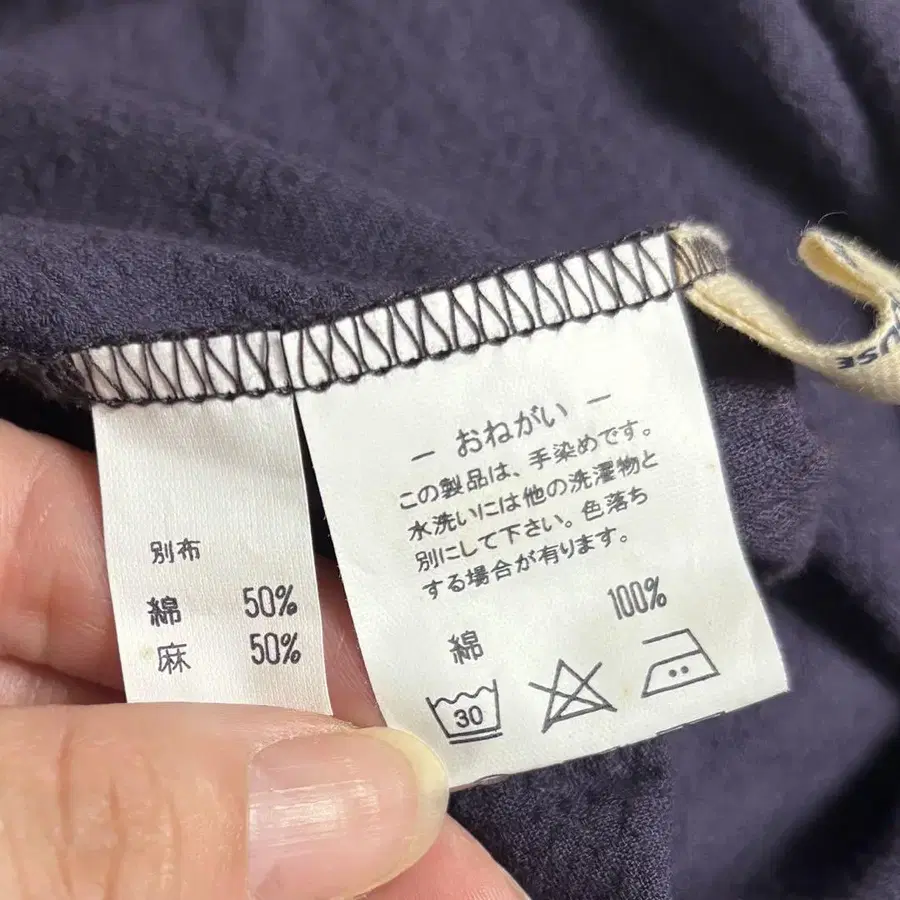 別布
綿 50%
麻 50%
— おねがい —
この製品は、手染めです。
水洗いには他の洗濯物と
別にして下さい。色落ち
する場合が有ります。
綿 100%
30